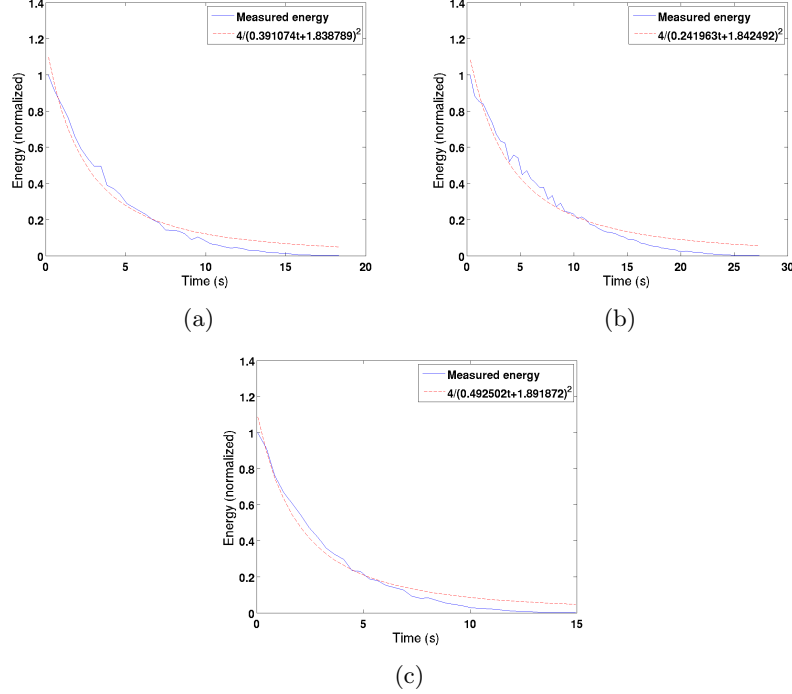 1.4
1.2
1
0.8
0.6
0.4
0.2
0
Energy (normalized)
Measured energy
4/(0.391074t+1.838789)²
0 5 10 15 20
Time (s)
(a)
1.4
1.2
1
0.8
0.6
0.4
0.2
0
Energy (normalized)
Measured energy
4/(0.241963t+1.842492)²
0 5 10 15 20 25 30
Time (s)
(b)
1.4
1.2
1
0.8
0.6
0.4
0.2
0
Energy (normalized)
Measured energy
4/(0.492502t+1.891872)²
0 5 10 15
Time (s)
(c)